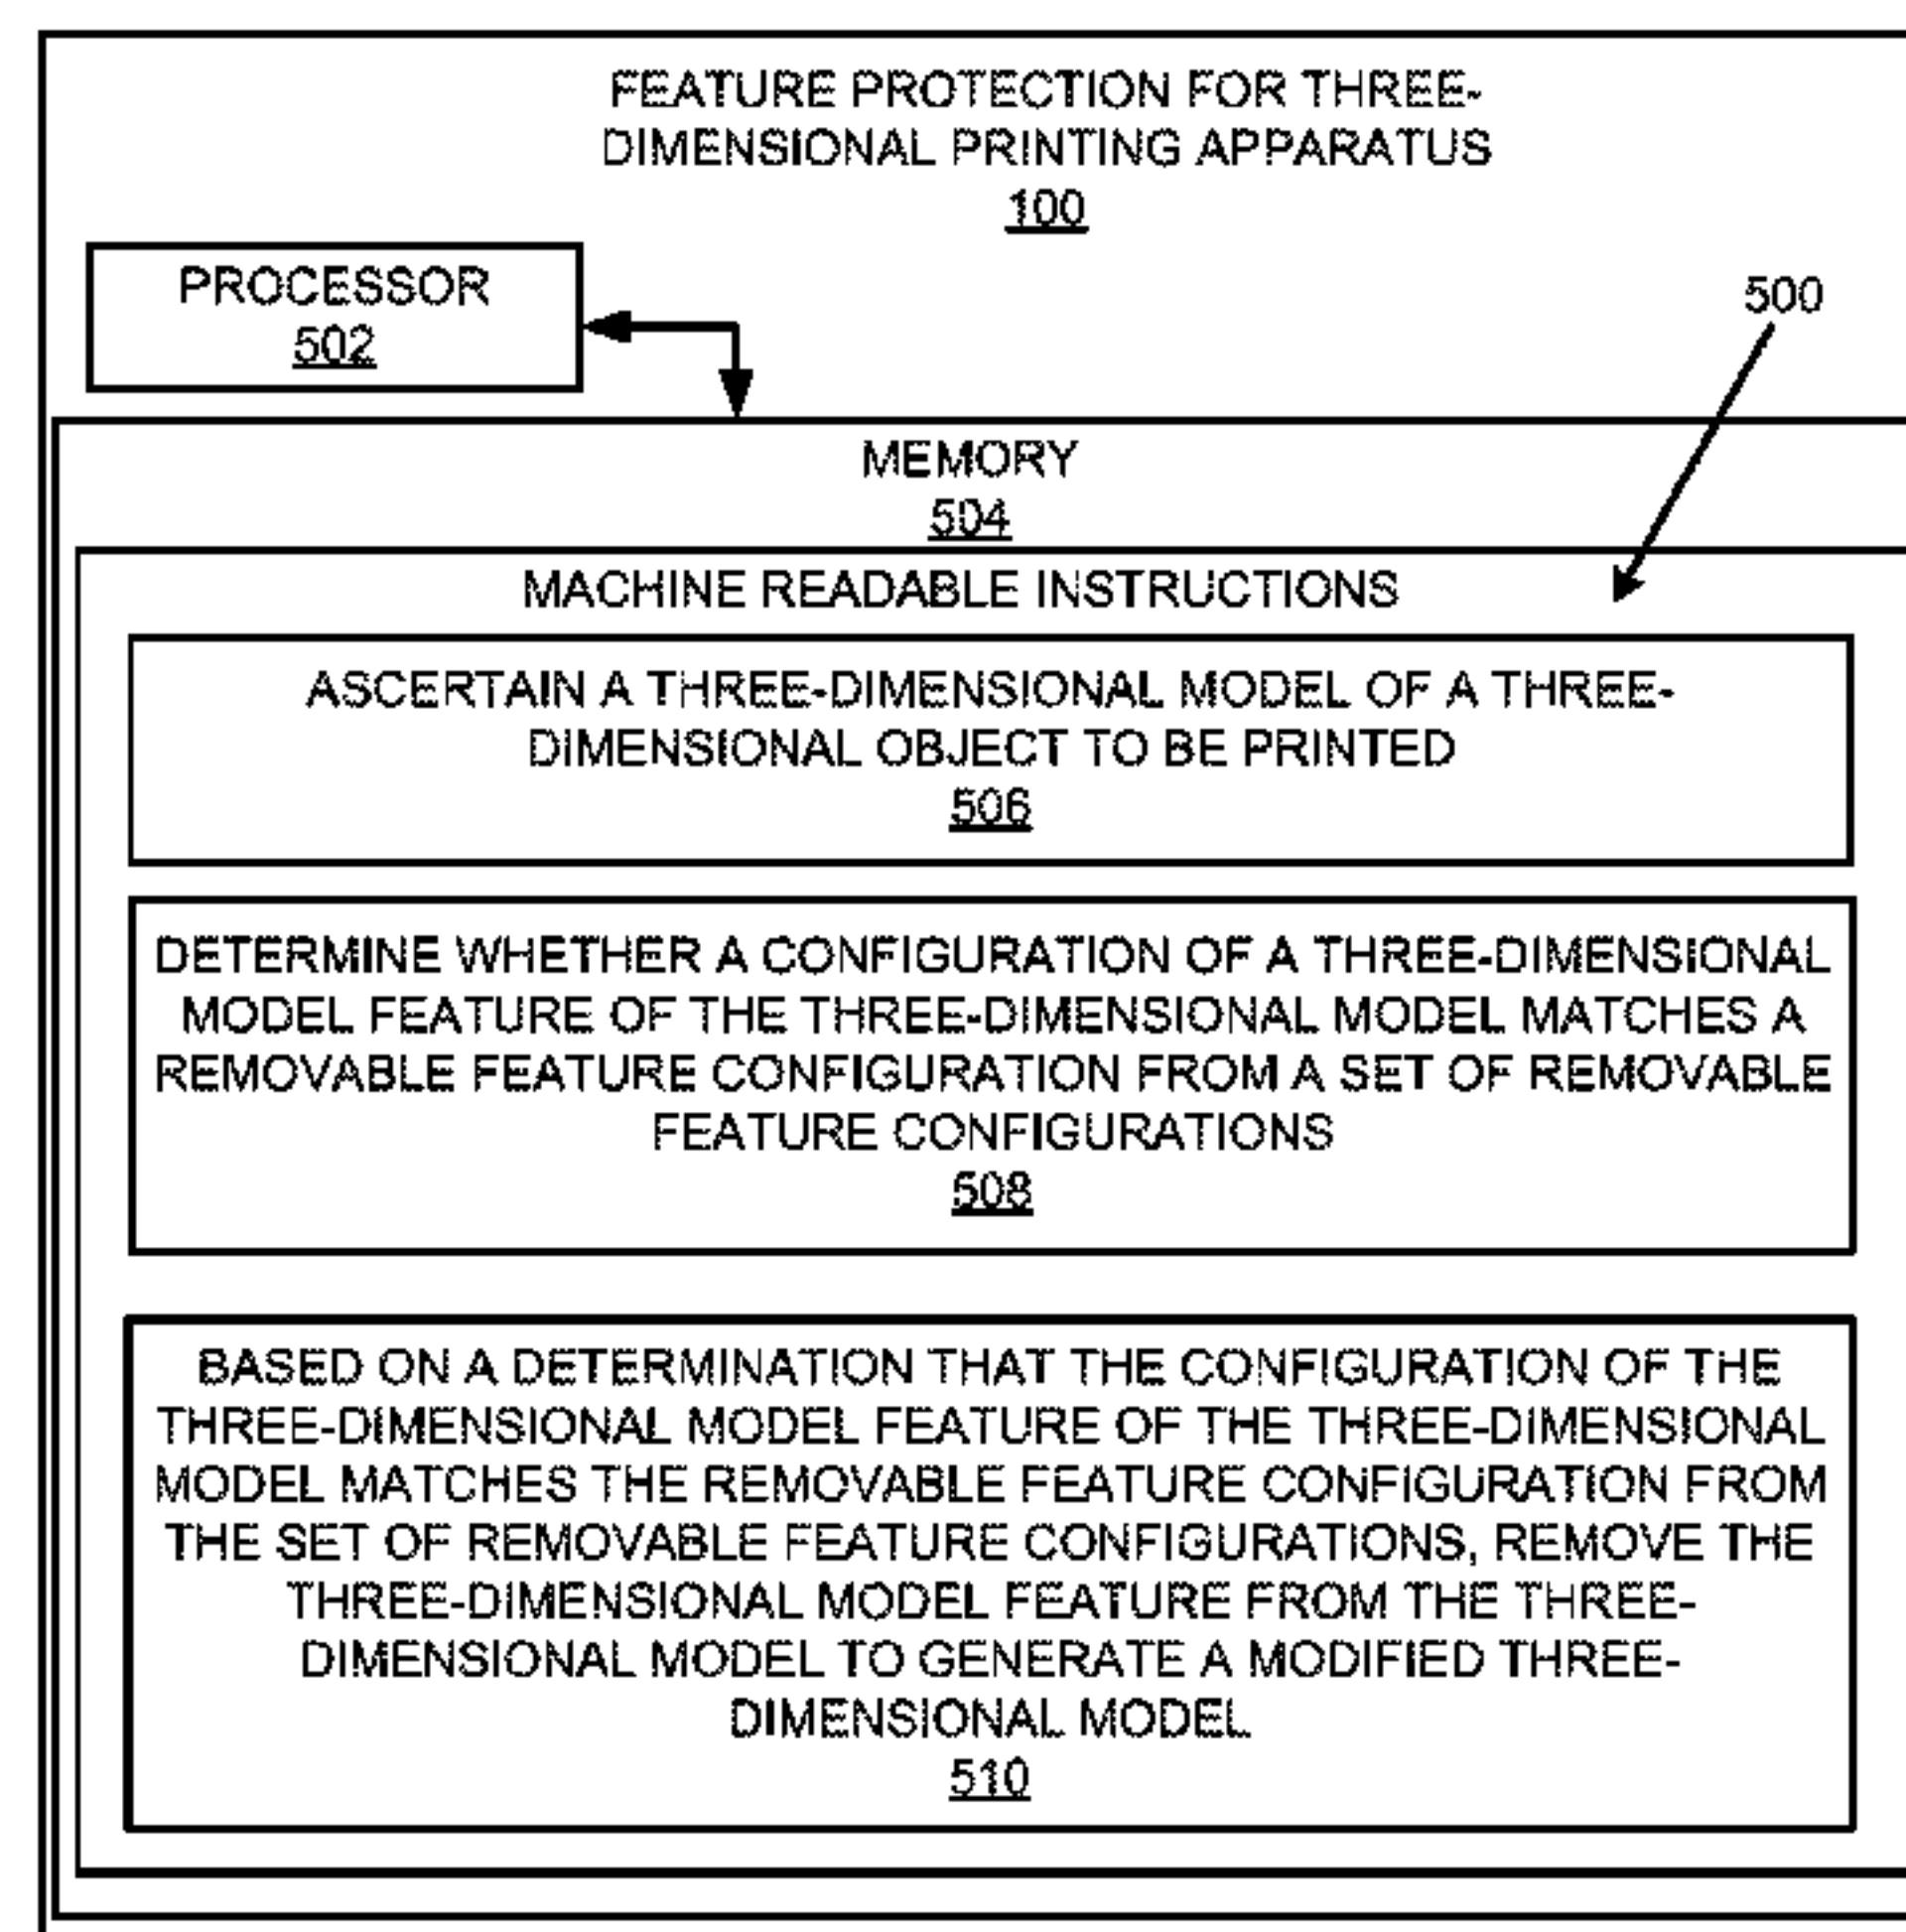 FEATURE PROTECTION FOR THREE-
DIMENSIONAL PRINTING APPARATUS
100
PROCESSOR
502
500
MEMORY
504
MACHINE READABLE INSTRUCTIONS
ASCERTAIN A THREE-DIMENSIONAL MODEL OF A THREE-
DIMENSIONAL OBJECT TO BE PRINTED
506
DETERMINE WHETHER A CONFIGURATION OF A THREE-DIMENSIONAL
MODEL FEATURE OF THE THREE-DIMENSIONAL MODEL MATCHES A
REMOVABLE FEATURE CONFIGURATION FROM A SET OF REMOVABLE
FEATURE CONFIGURATIONS
508
BASED ON A DETERMINATION THAT THE CONFIGURATION OF THE
THREE-DIMENSIONAL MODEL FEATURE OF THE THREE-DIMENSIONAL
MODEL MATCHES THE REMOVABLE FEATURE CONFIGURATION FROM
THE SET OF REMOVABLE FEATURE CONFIGURATIONS, REMOVE THE
THREE-DIMENSIONAL MODEL FEATURE FROM THE THREE-
DIMENSIONAL MODEL TO GENERATE A MODIFIED THREE-
DIMENSIONAL MODEL
510